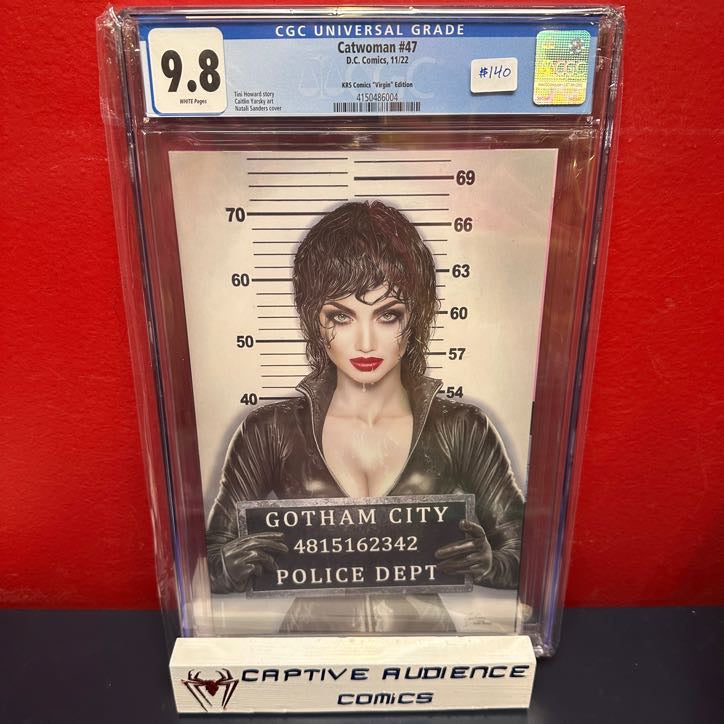 CGC UNIVERSAL GRADE
9.8
WHITE Pages
Catwoman #47
D.C. Comics, 11/22
KRS Comics "Virgin" Edition
4150486004
Tini Howard story
Caitlin Yarsky art
Natali Sanders cover
#140
CGC
69
70
66
63
60
60
57
50
54
40
GOTHAM CITY
4815162342
POLICE DEPT
CAPTIVE AUDIENCE
COMICS